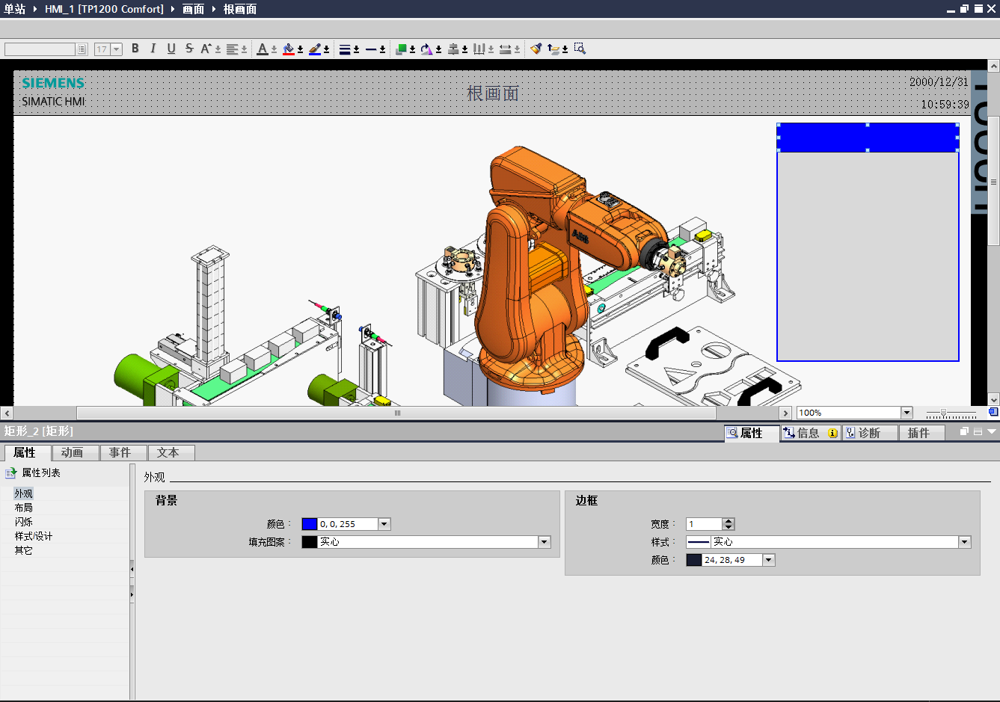 单站 HMI_1 [TP1200 Comfort] 画面 根画面
17 B I U S A A
SIEMENS
SIMATIC HMI
根画面
2000/12/31
10:59:39
TOUCH
ABB
100%
矩形_2 [矩形]
属性 信息 诊断 插件
属性 动画 事件 文本
属性列表
外观
布局
闪烁
样式/设计
其它
外观
背景
颜色： 0, 0, 255
填充图案： 实心
边框
宽度： 1
样式： 实心
颜色： 24, 28, 49